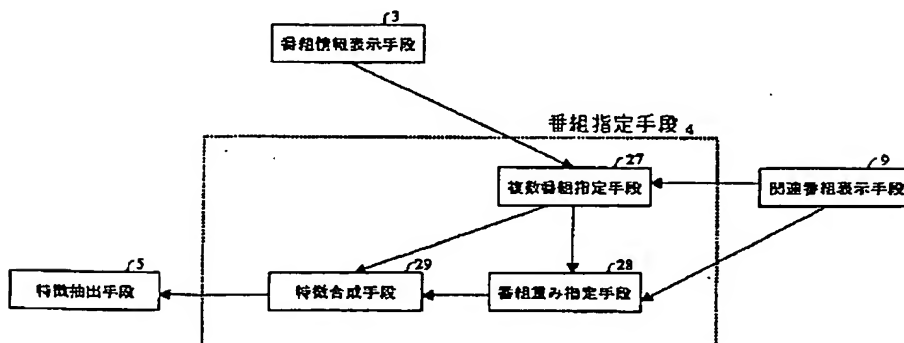 3
番組情報表示手段
番組指定手段 4
27
複数番組指定手段
9
関連番組表示手段
5
特徴抽出手段
29
特徴合成手段
28
番組重み指定手段